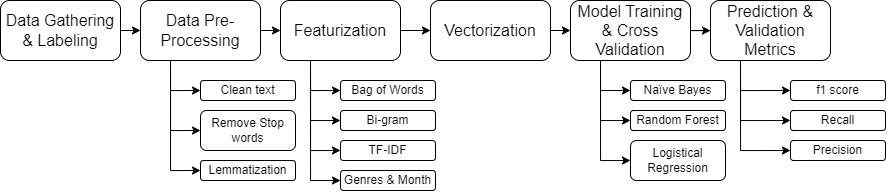 Data Gathering
& Labeling
Data Pre-
Processing
Featurization
Vectorization
Model Training
& Cross
Validation
Prediction &
Validation
Metrics
Clean text
Remove Stop
words
Lemmatization
Bag of Words
Bi-gram
TF-IDF
Genres & Month
Naïve Bayes
Random Forest
Logistical
Regression
f1 score
Recall
Precision